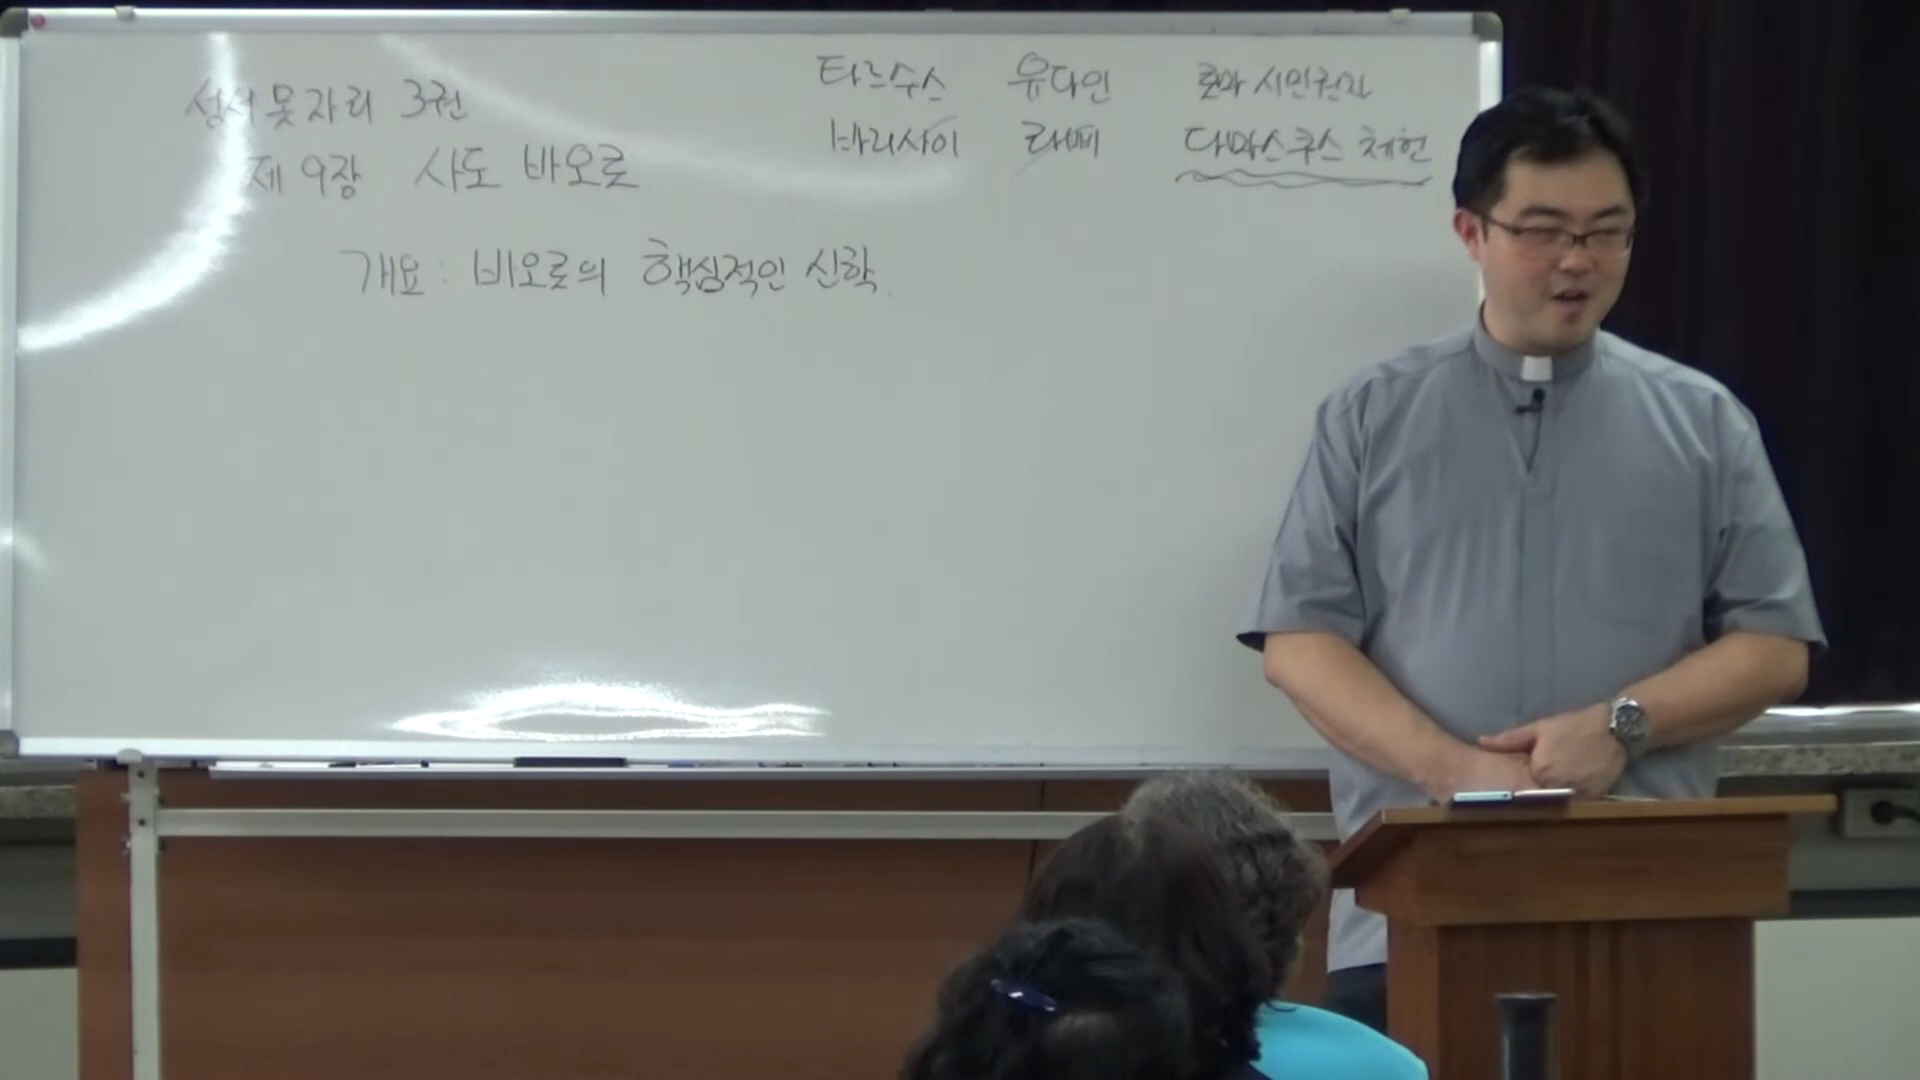 성서못자리 3권
제 9장 사도 바오로
개요 : 바오로의 핵심적인 신학.
타르수스 유다인 로마 시민권자
바리사이 라삐 다마스쿠스 체험